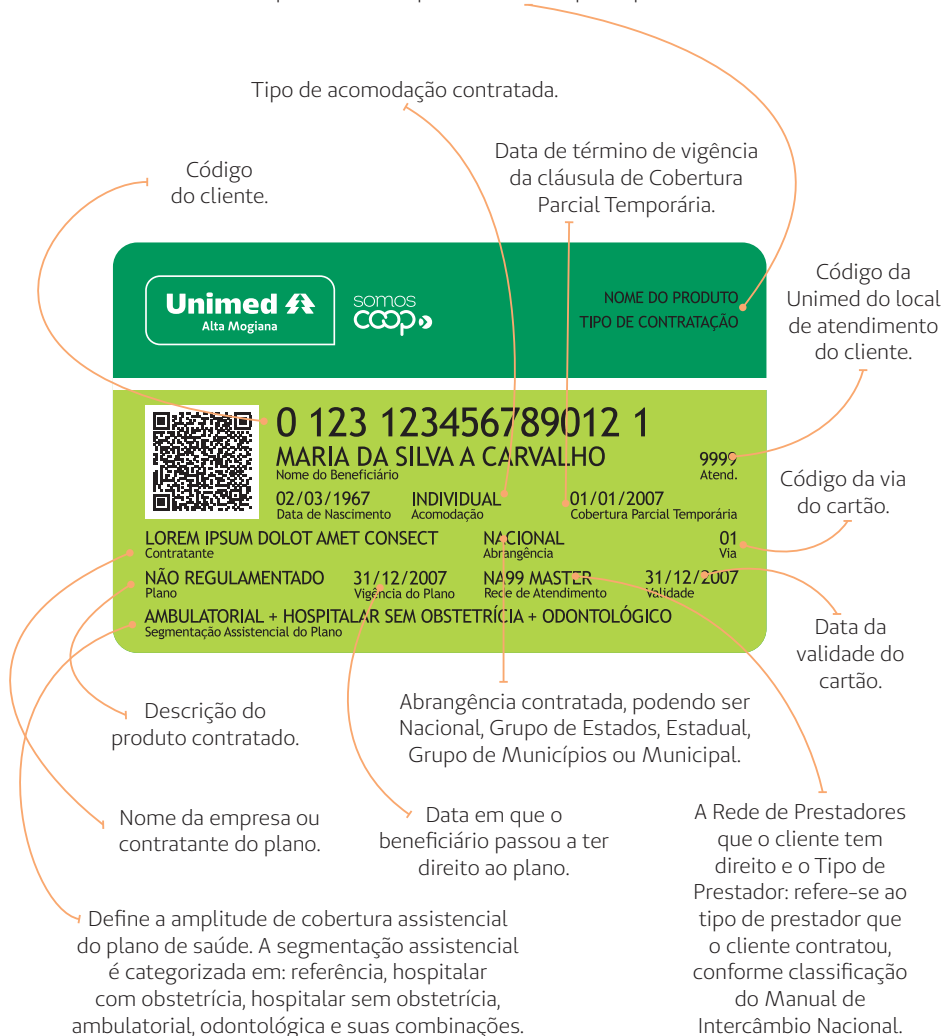 Tipo de acomodação contratada.
Data de término de vigência
da cláusula de Cobertura
Parcial Temporária.
Código
do cliente.
Código da
Unimed do local
de atendimento
do cliente.
Unimed
Alta Mogiana
somos
coop
NOME DO PRODUTO
TIPO DE CONTRATAÇÃO
0 123 123456789012 1
MARIA DA SILVA A CARVALHO
Nome do Beneficiário
9999
Atend.
02/03/1967
Data de Nascimento
INDIVIDUAL
Acomodação
01/01/2007
Cobertura Parcial Temporária
Código da via
do cartão.
LOREM IPSUM DOLOT AMET CONSECT
Contratante
NACIONAL
Abrangência
01
Via
NÃO REGULAMENTADO
Plano
31/12/2007
Vigência do Plano
NA99 MASTER
Rede de Atendimento
31/12/2007
Validade
AMBULATORIAL + HOSPITALAR SEM OBSTETRÍCIA + ODONTOLÓGICO
Segmentação Assistencial do Plano
Data da
validade do
cartão.
Descrição do
produto contratado.
Abrangência contratada, podendo ser
Nacional, Grupo de Estados, Estadual,
Grupo de Municípios ou Municipal.
Nome da empresa ou
contratante do plano.
Data em que o
beneficiário passou a ter
direito ao plano.
A Rede de Prestadores
que o cliente tem
direito e o Tipo de
Prestador: refere-se ao
tipo de prestador que
o cliente contratou,
conforme classificação
do Manual de
Intercâmbio Nacional.
Define a amplitude de cobertura assistencial
do plano de saúde. A segmentação assistencial
é categorizada em: referência, hospitalar
com obstetrícia, hospitalar sem obstetrícia,
ambulatorial, odontológica e suas combinações.